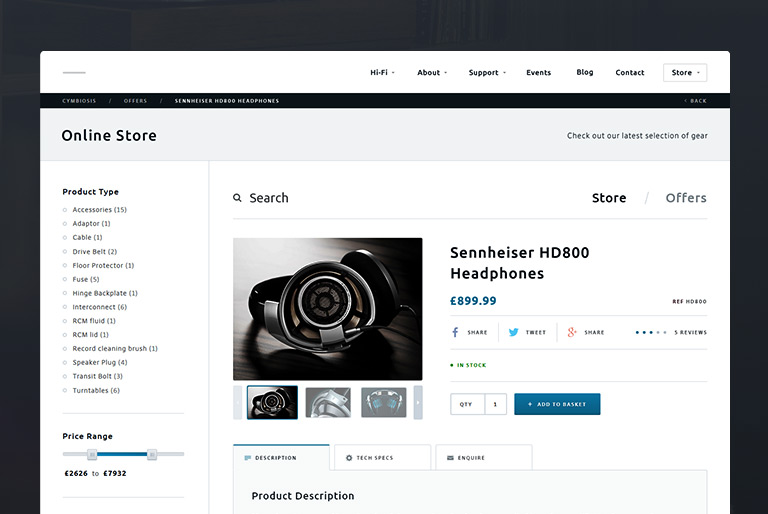 Hi-Fi About Support Events Blog Contact Store
CYMBIOSIS / OFFERS / SENNHEISER HD800 HEADPHONES
BACK
Online Store
Check out our latest selection of gear
Product Type
Accessories (15)
Adaptor (1)
Cable (1)
Drive Belt (2)
Floor Protector (1)
Fuse (5)
Hinge Backplate (1)
Interconnect (6)
RCM fluid (1)
RCM lid (1)
Record cleaning brush (1)
Speaker Plug (4)
Transit Bolt (3)
Turntables (6)
Price Range
£2626 to £7932
Search
Store / Offers
Sennheiser HD800
Headphones
£899.99
REF HD800
SHARE TWEET SHARE 5 REVIEWS
IN STOCK
QTY 1
+ ADD TO BASKET
DESCRIPTION TECH SPECS ENQUIRE
Product Description